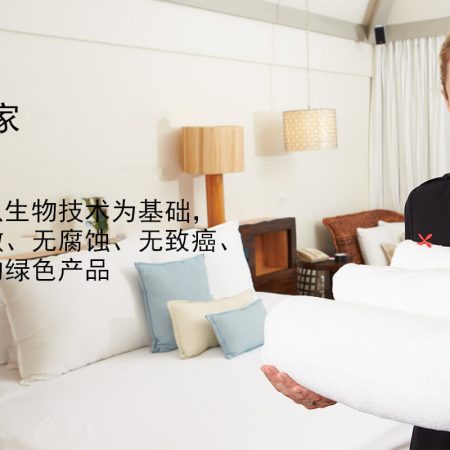 家
生物技术为基础，
、无腐蚀、无致癌、
绿色产品